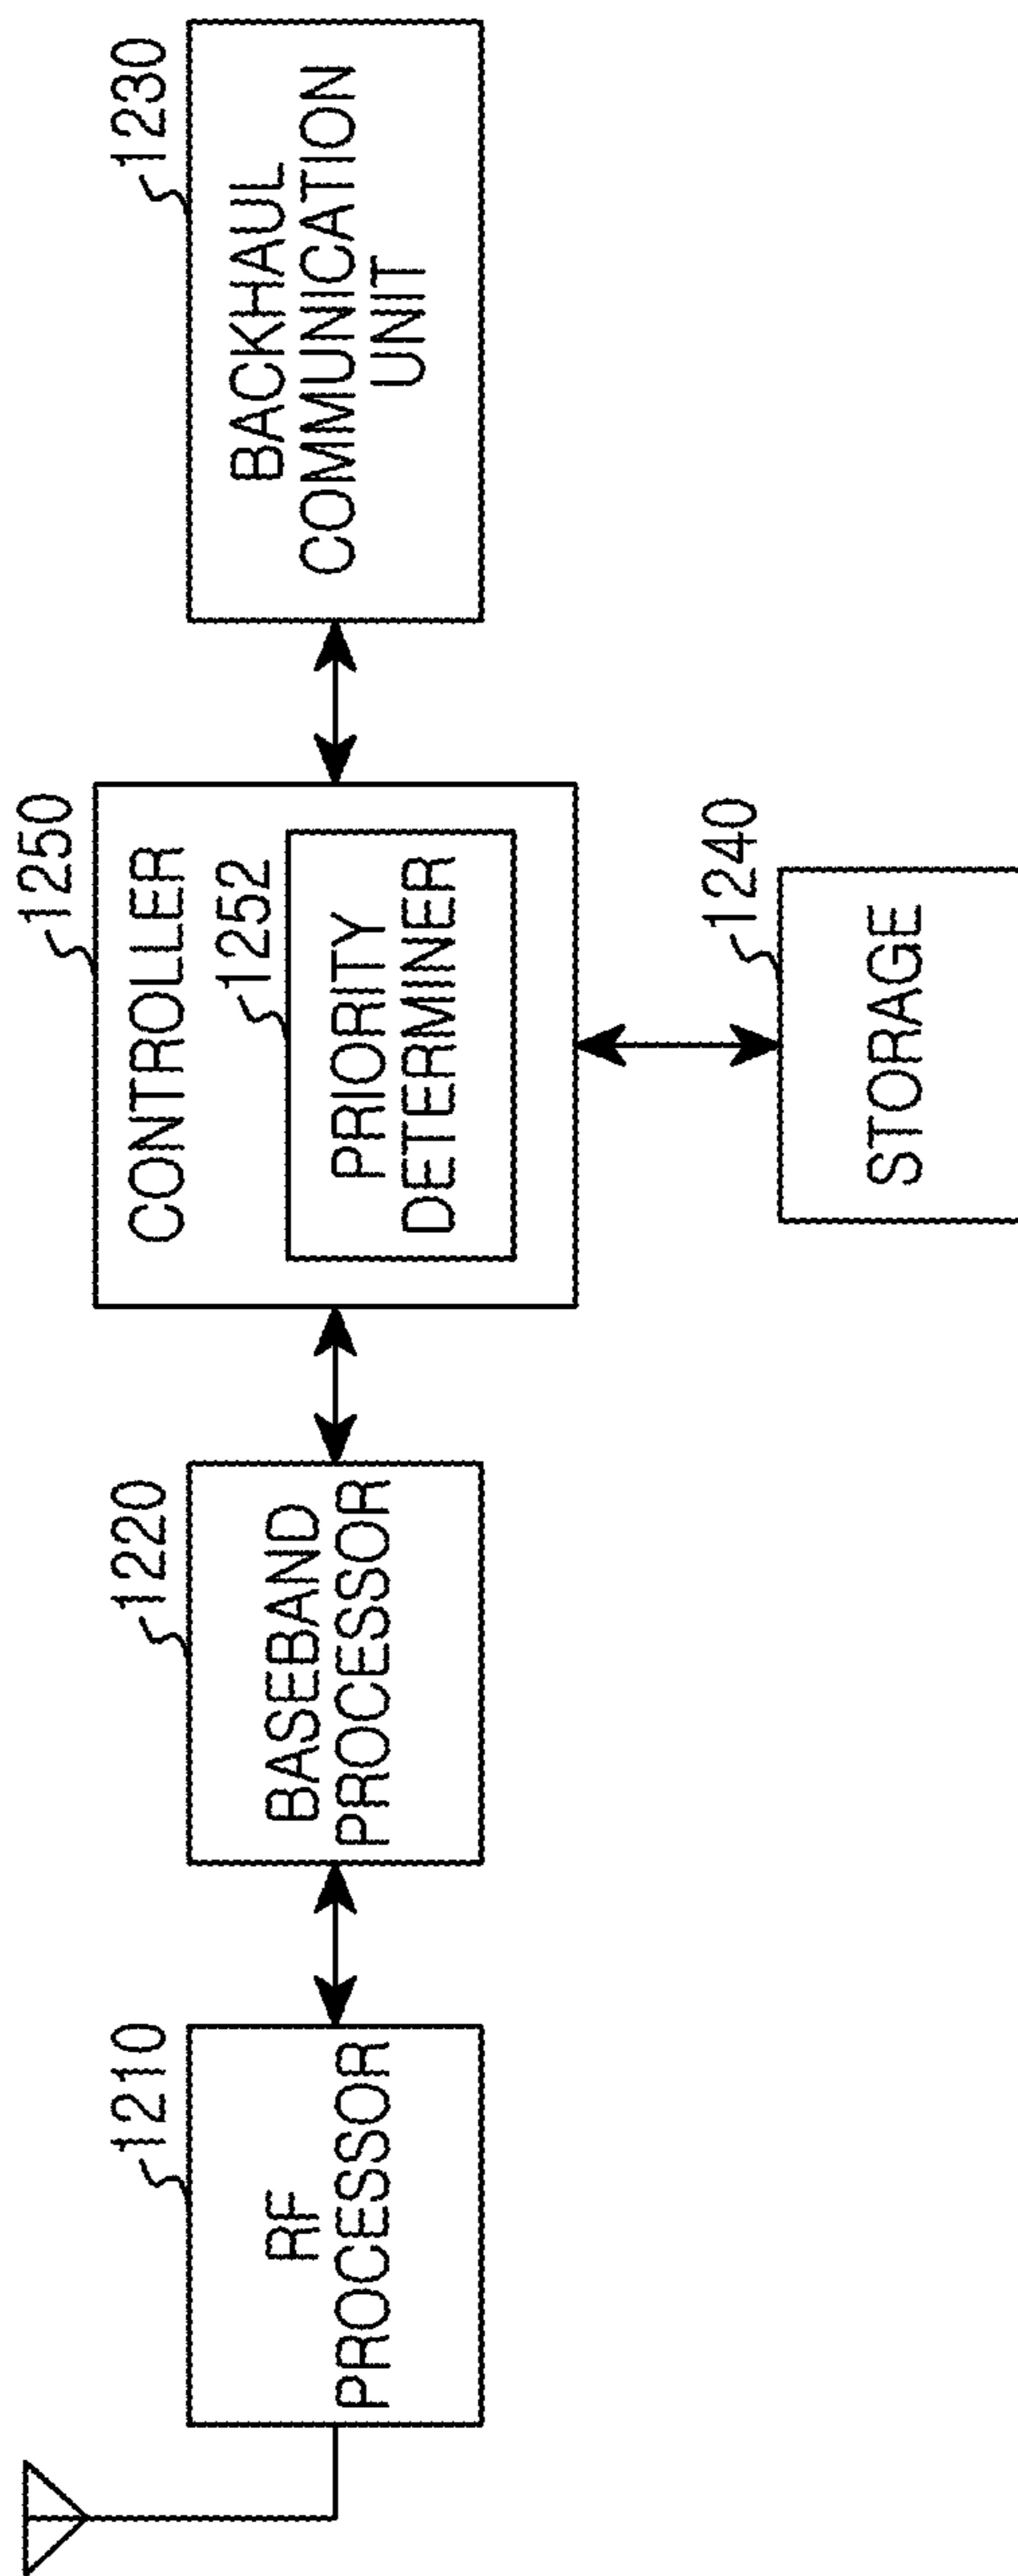 1210
RF
PROCESSOR
1220
BASEBAND
PROCESSOR
1250
CONTROLLER
1252
PRIORITY
DETERMINER
1230
BACKHAUL
COMMUNICATION
UNIT
1240
STORAGE